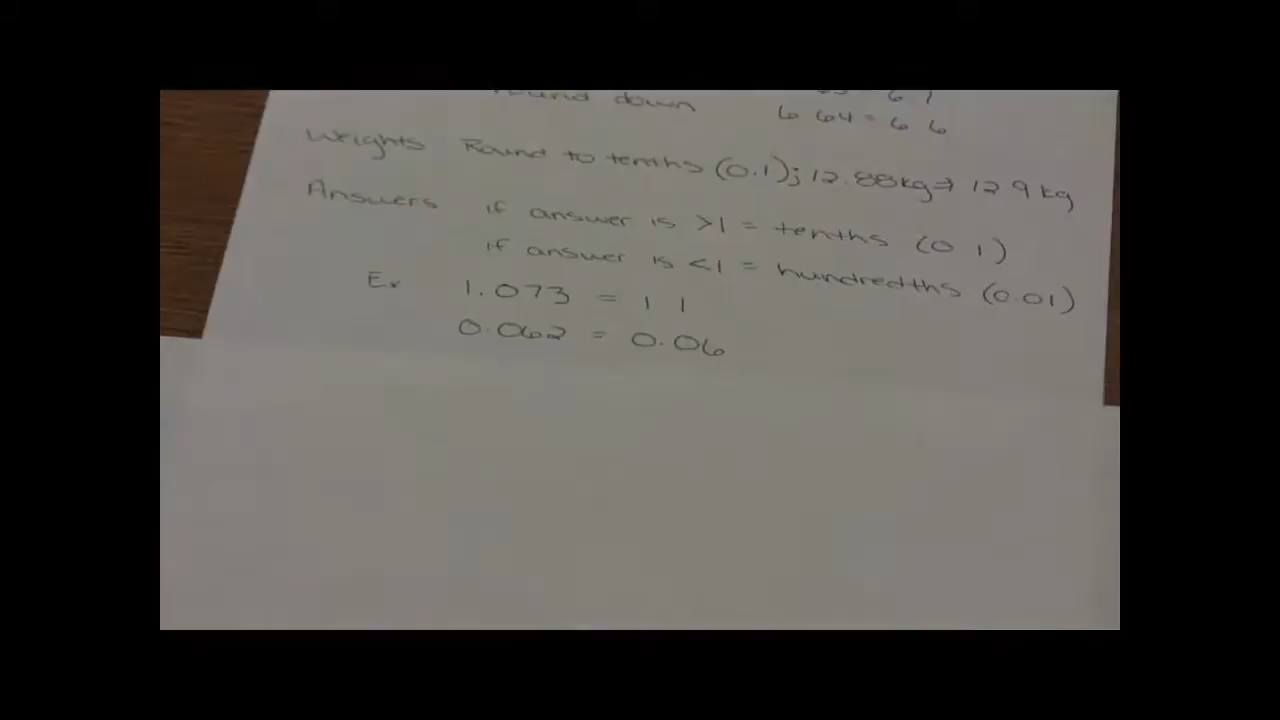 round down 6 64 = 6 6
Weights Round to tenths (0.1); 12.88kg⇒ 12 9 kg
Answers if answer is >1 = tenths (0 1)
if answer is <1 = hundredths (0.01)
Ex 1.073 = 1 1
0.062 = 0.06